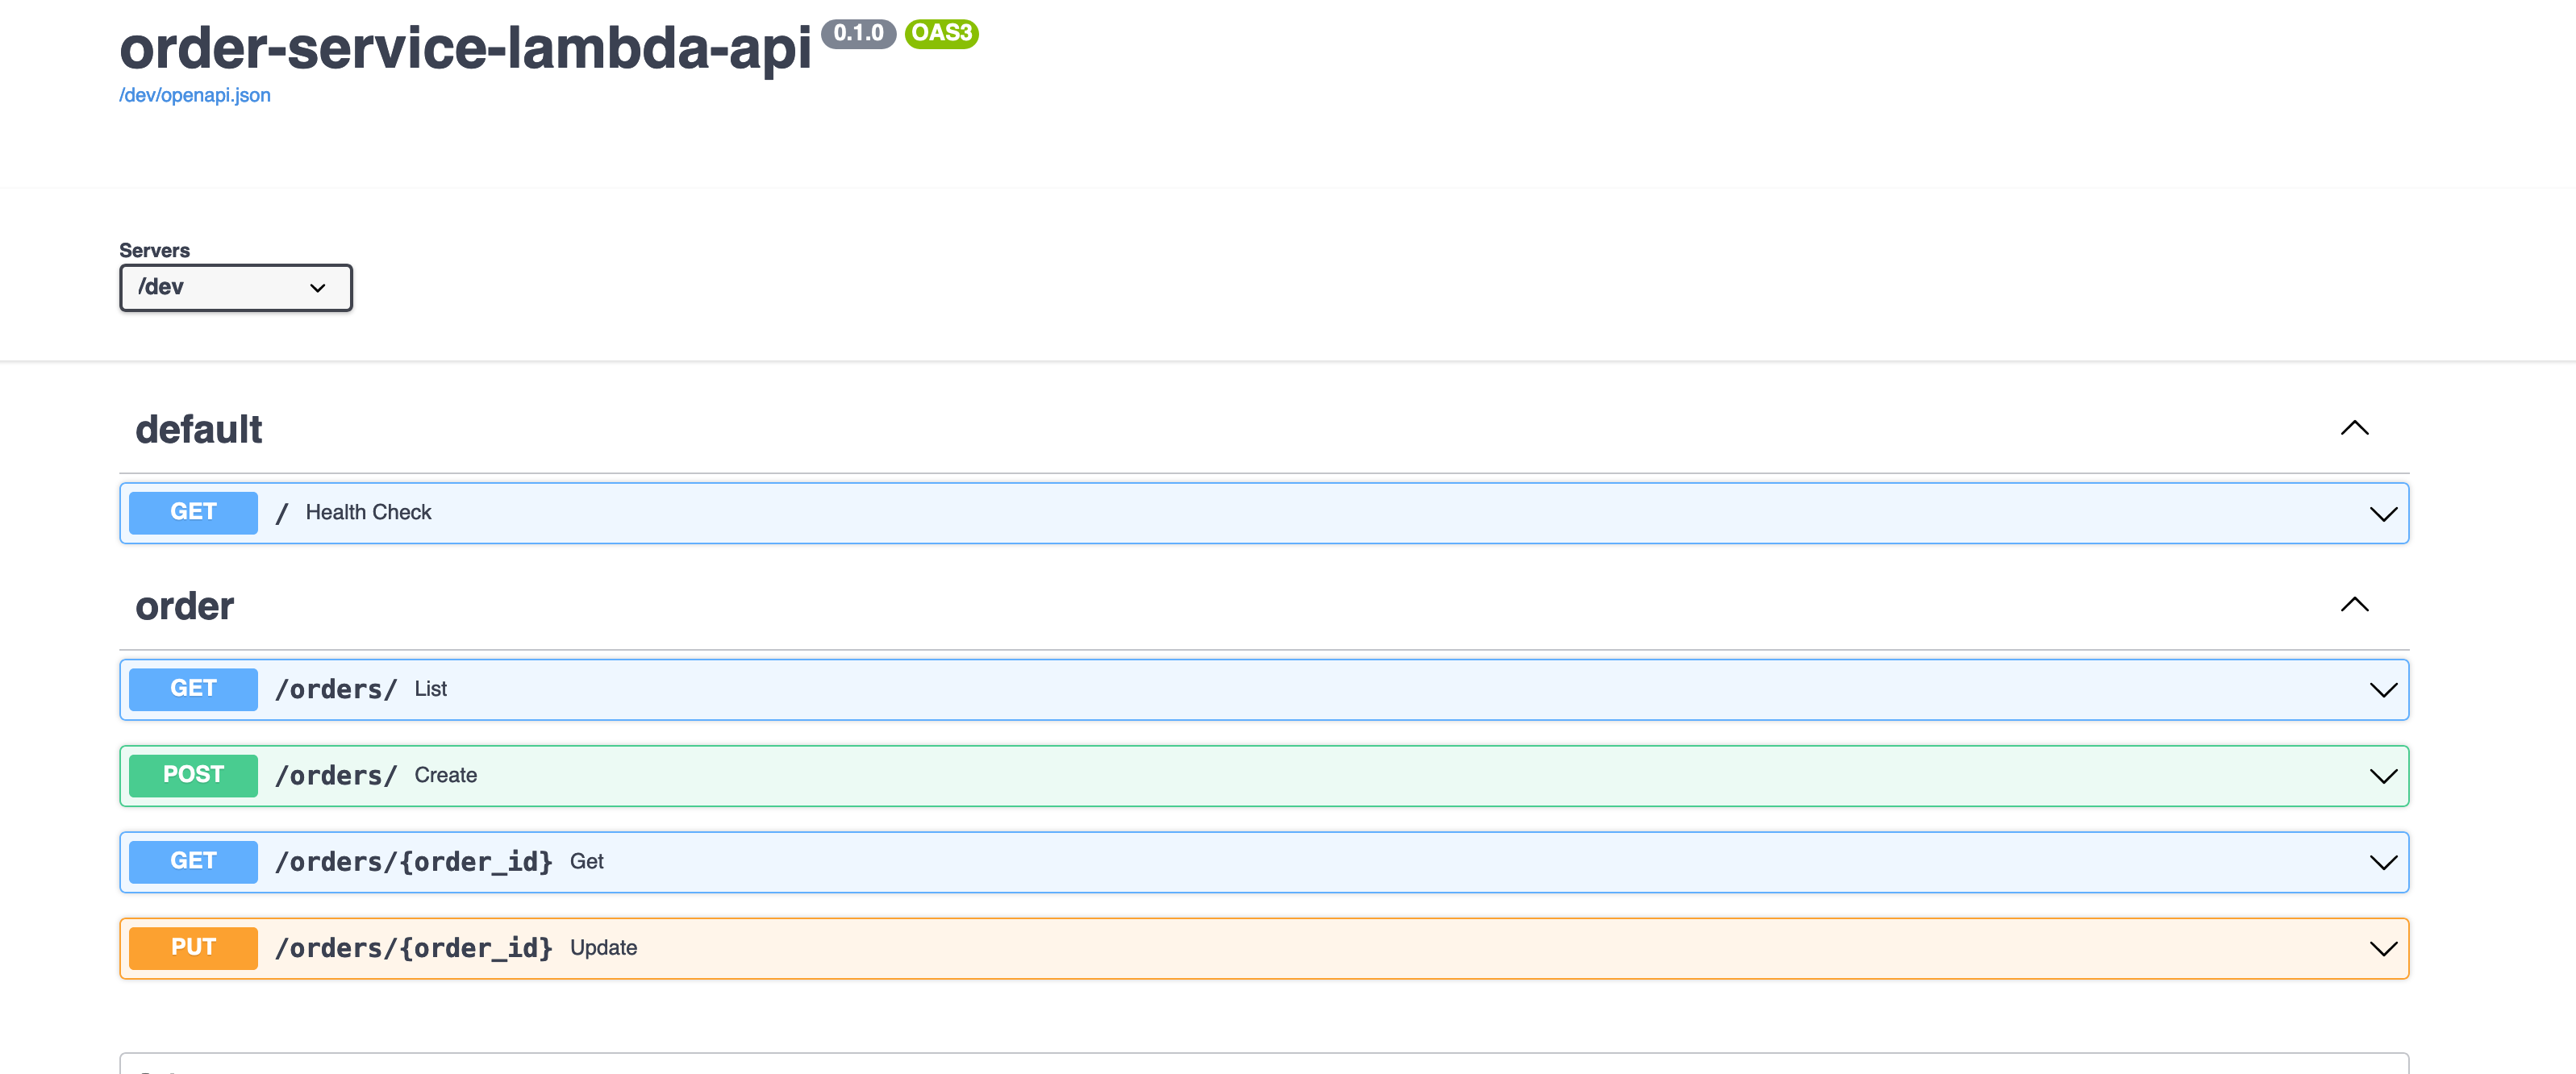 order-service-lambda-api 0.1.0 OAS3
/dev/openapi.json
Servers
/dev
default
GET / Health Check
order
GET /orders/ List
POST /orders/ Create
GET /orders/{order_id} Get
PUT /orders/{order_id} Update